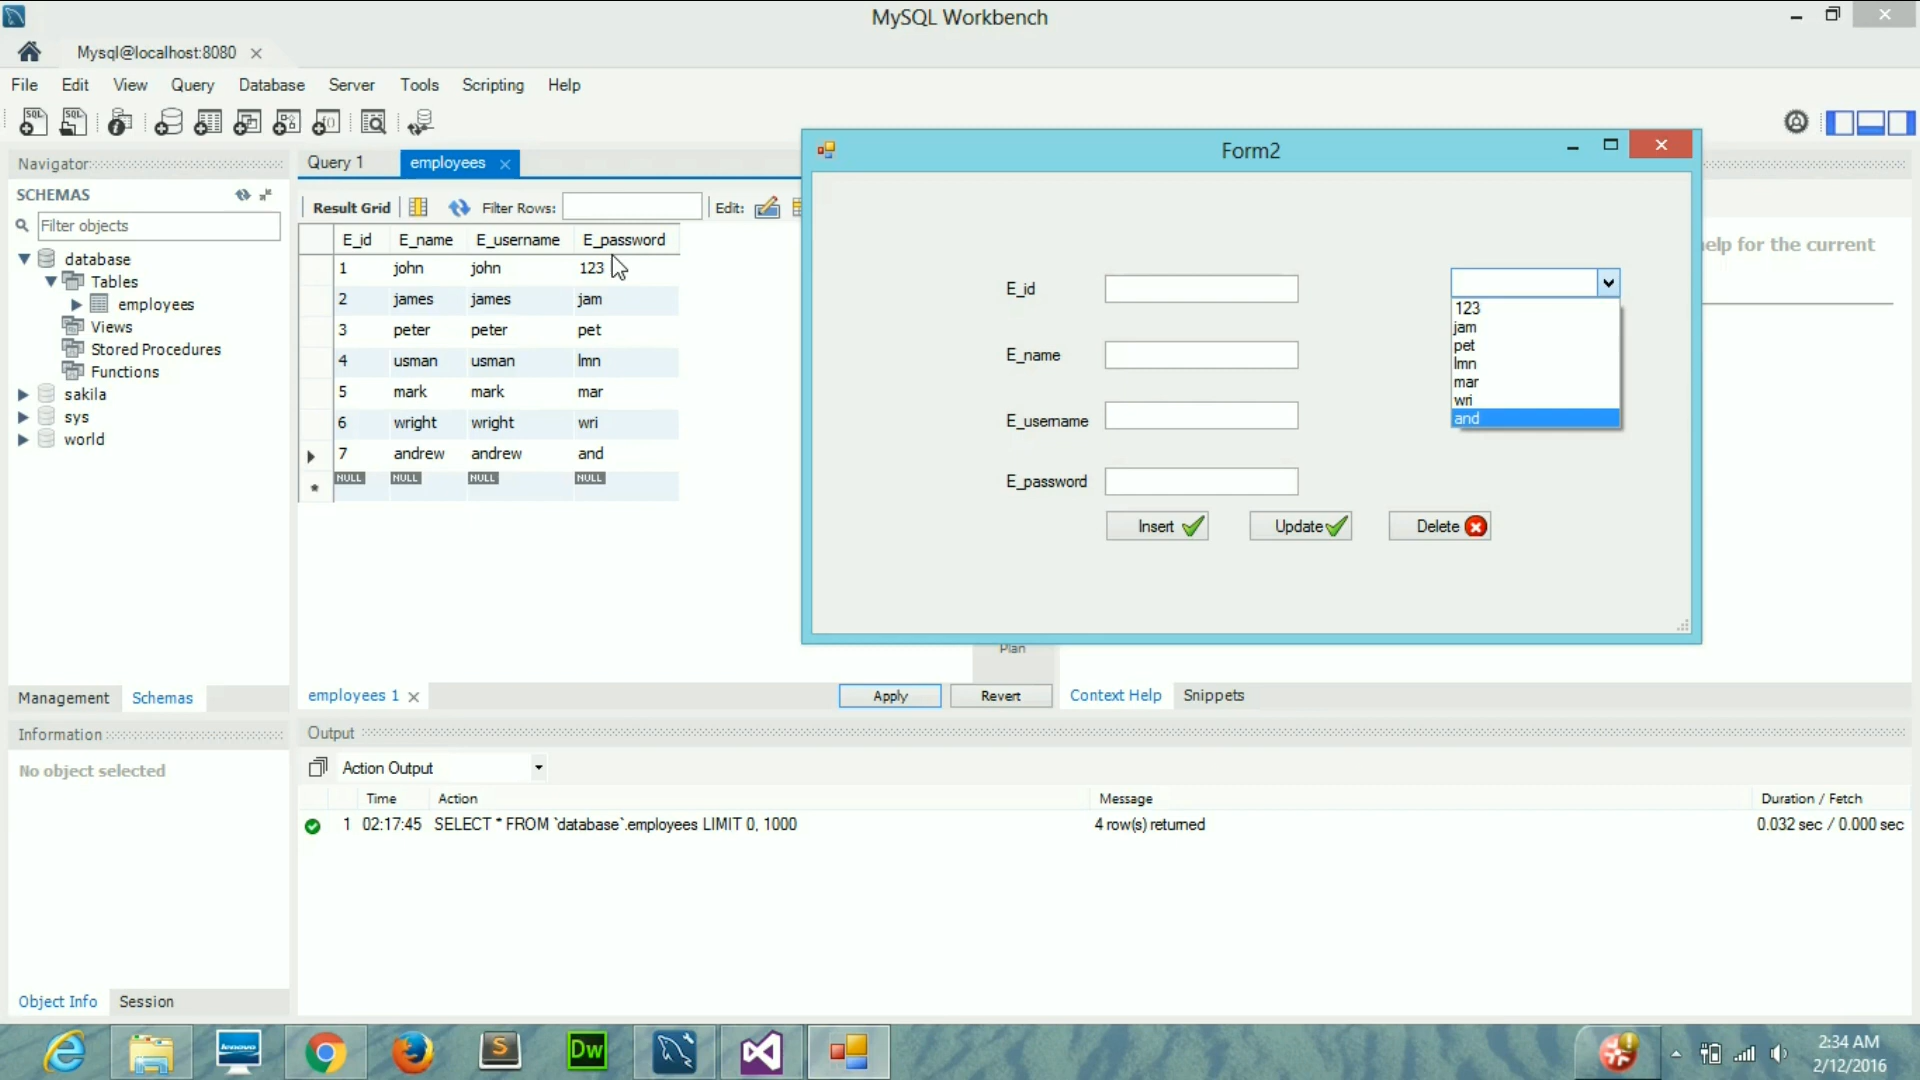 MySQL Workbench
Mysql@localhost:8080
File Edit View Query Database Server Tools Scripting Help
Navigator
SCHEMAS
Filter objects
database
Tables
employees
Views
Stored Procedures
Functions
sakila
sys
world
Management Schemas
Information
No object selected
Object Info Session
Query 1 employees
Result Grid Filter Rows: Edit:
E_id E_name E_username E_password
1 john john 123
2 james james jam
3 peter peter pet
4 usman usman lmn
5 mark mark mar
6 wright wright wri
7 andrew andrew and
NULL NULL NULL NULL
employees 1 Apply Revert
Plan
elp for the current
Context Help Snippets
Form2
E_id
E_name
E_username
E_password
Insert Update Delete
123
jam
pet
lmn
mar
wri
and
Output
Action Output
Time Action Message Duration / Fetch
1 02:17:45 SELECT * FROM `database`.employees LIMIT 0, 1000 4 row(s) returned 0.032 sec / 0.000 sec
lenovo
S
Dw
2:34 AM
2/12/2016